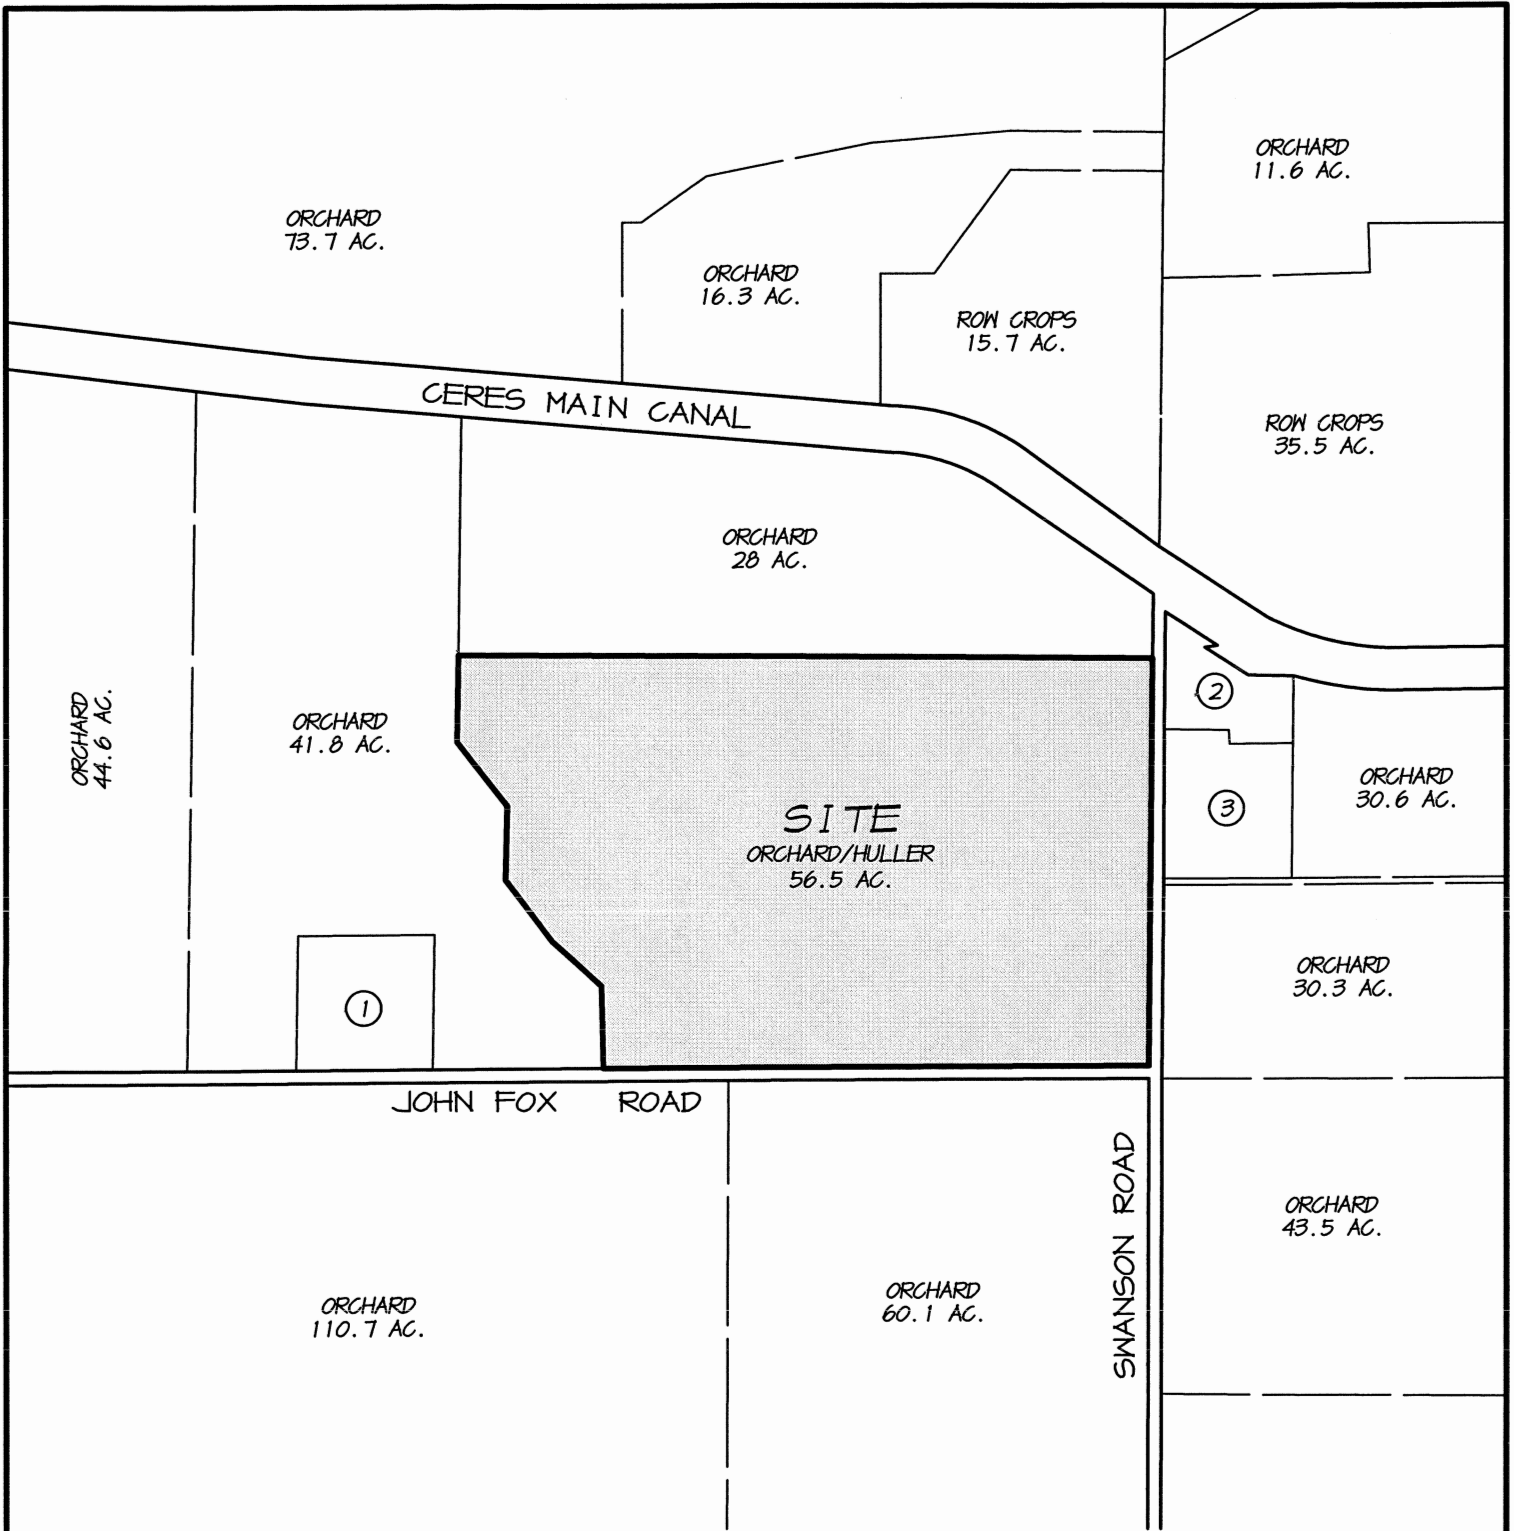 ORCHARD
11.6 AC.
ORCHARD
73.7 AC.
ORCHARD
16.3 AC.
ROW CROPS
15.7 AC.
CERES MAIN CANAL
ROW CROPS
35.5 AC.
ORCHARD
28 AC.
ORCHARD
44.6 AC.
ORCHARD
41.8 AC.
2
ORCHARD
30.6 AC.
3
SITE
ORCHARD/HULLER
56.5 AC.
ORCHARD
30.3 AC.
1
JOHN FOX ROAD
SWANSON ROAD
ORCHARD
43.5 AC.
ORCHARD
110.7 AC.
ORCHARD
60.1 AC.